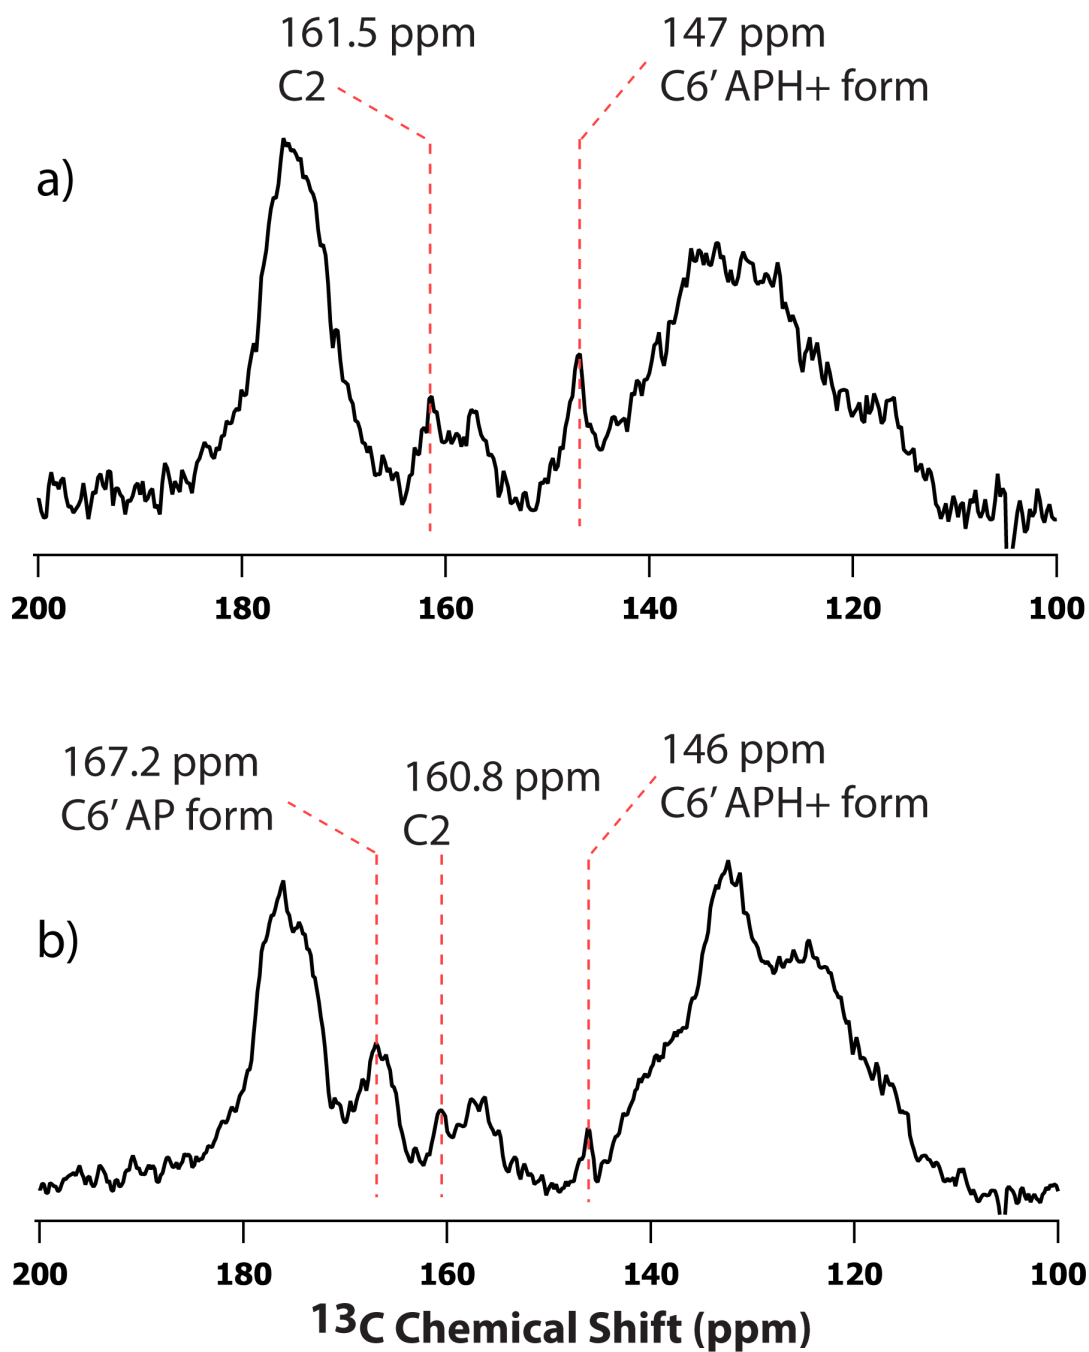 161.5 ppm
C2
147 ppm
C6′ APH+ form
a)
200 180 160 140 120 100
167.2 ppm
C6′ AP form
160.8 ppm
C2
146 ppm
C6′ APH+ form
b)
200 180 160 140 120 100
¹³C Chemical Shift (ppm)